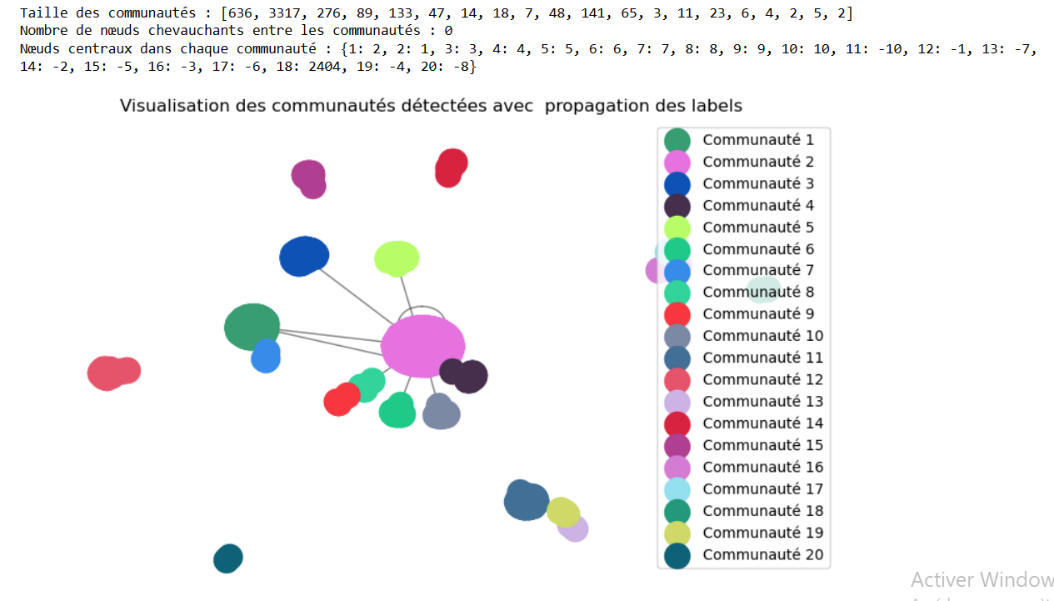 Taille des communautés : [636, 3317, 276, 89, 133, 47, 14, 18, 7, 48, 141, 65, 3, 11, 23, 6, 4, 2, 5, 2]
Nombre de nœuds chevauchants entre les communautés : 0
Nœuds centraux dans chaque communauté : {1: 2, 2: 1, 3: 3, 4: 4, 5: 5, 6: 6, 7: 7, 8: 8, 9: 9, 10: 10, 11: -10, 12: -1, 13: -7,
14: -2, 15: -5, 16: -3, 17: -6, 18: 2404, 19: -4, 20: -8}
Visualisation des communautés détectées avec  propagation des labels
Communauté 1
Communauté 2
Communauté 3
Communauté 4
Communauté 5
Communauté 6
Communauté 7
Communauté 8
Communauté 9
Communauté 10
Communauté 11
Communauté 12
Communauté 13
Communauté 14
Communauté 15
Communauté 16
Communauté 17
Communauté 18
Communauté 19
Communauté 20
Activer Window